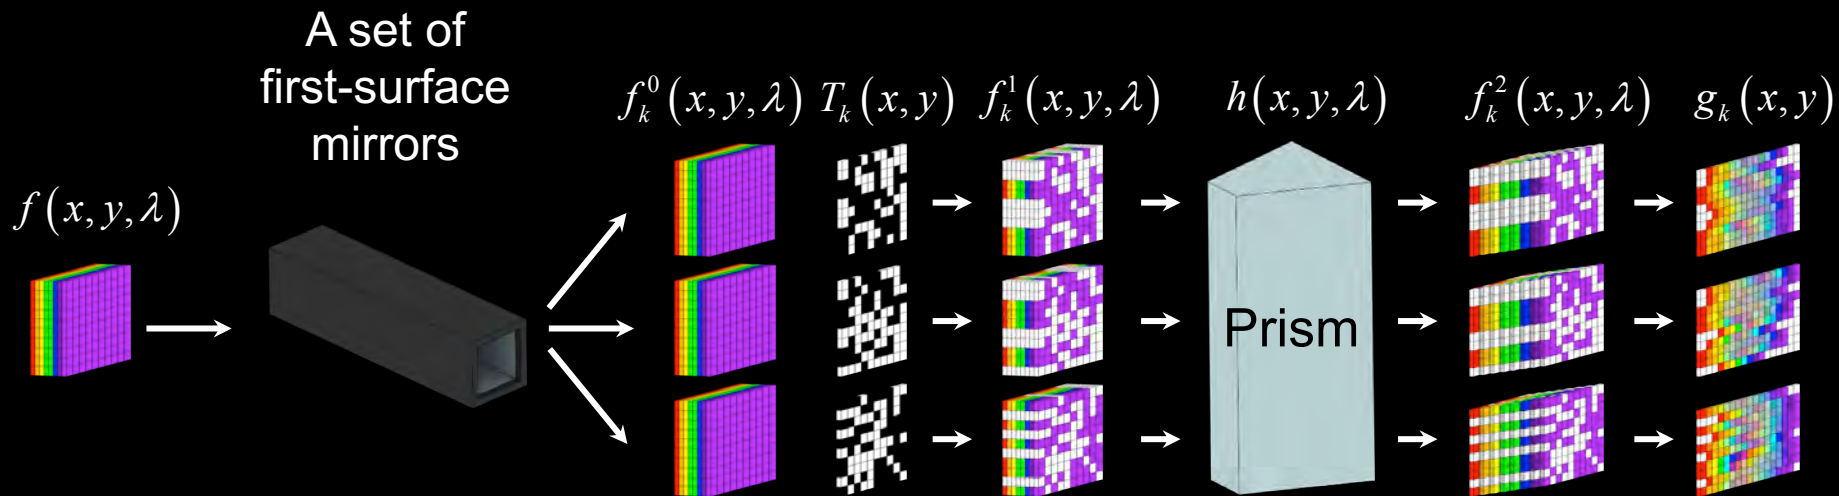 A set of
first-surface
mirrors
f(x, y, λ)
f_k^0(x, y, λ)
T_k(x, y)
f_k^1(x, y, λ)
h(x, y, λ)
f_k^2(x, y, λ)
g_k(x, y)
Prism